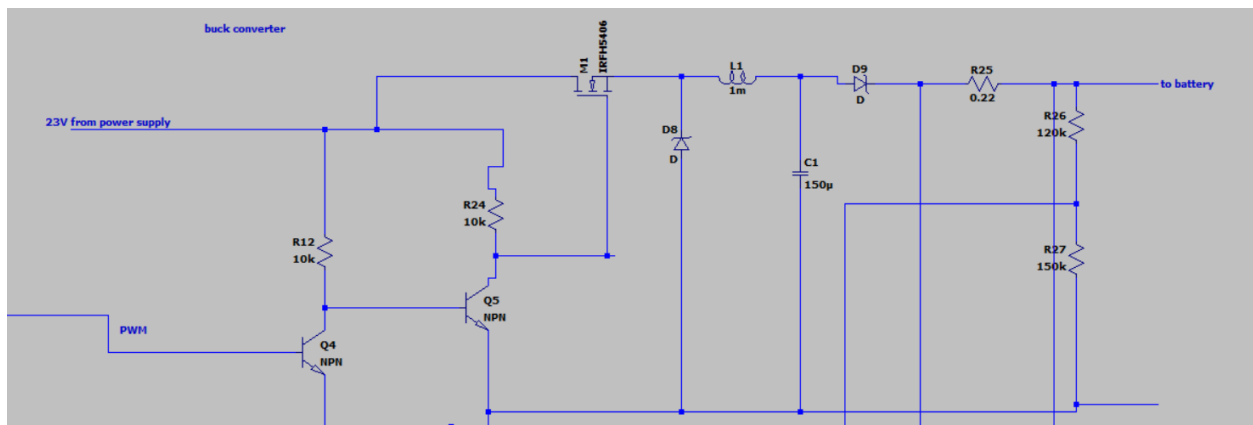 buck converter
M1
IRFH5406
L1
1m
D9
D
R25
0.22
to battery
23V from power supply
D8
D
R26
120k
C1
150µ
R24
10k
R12
10k
R27
150k
Q5
NPN
PWM
Q4
NPN